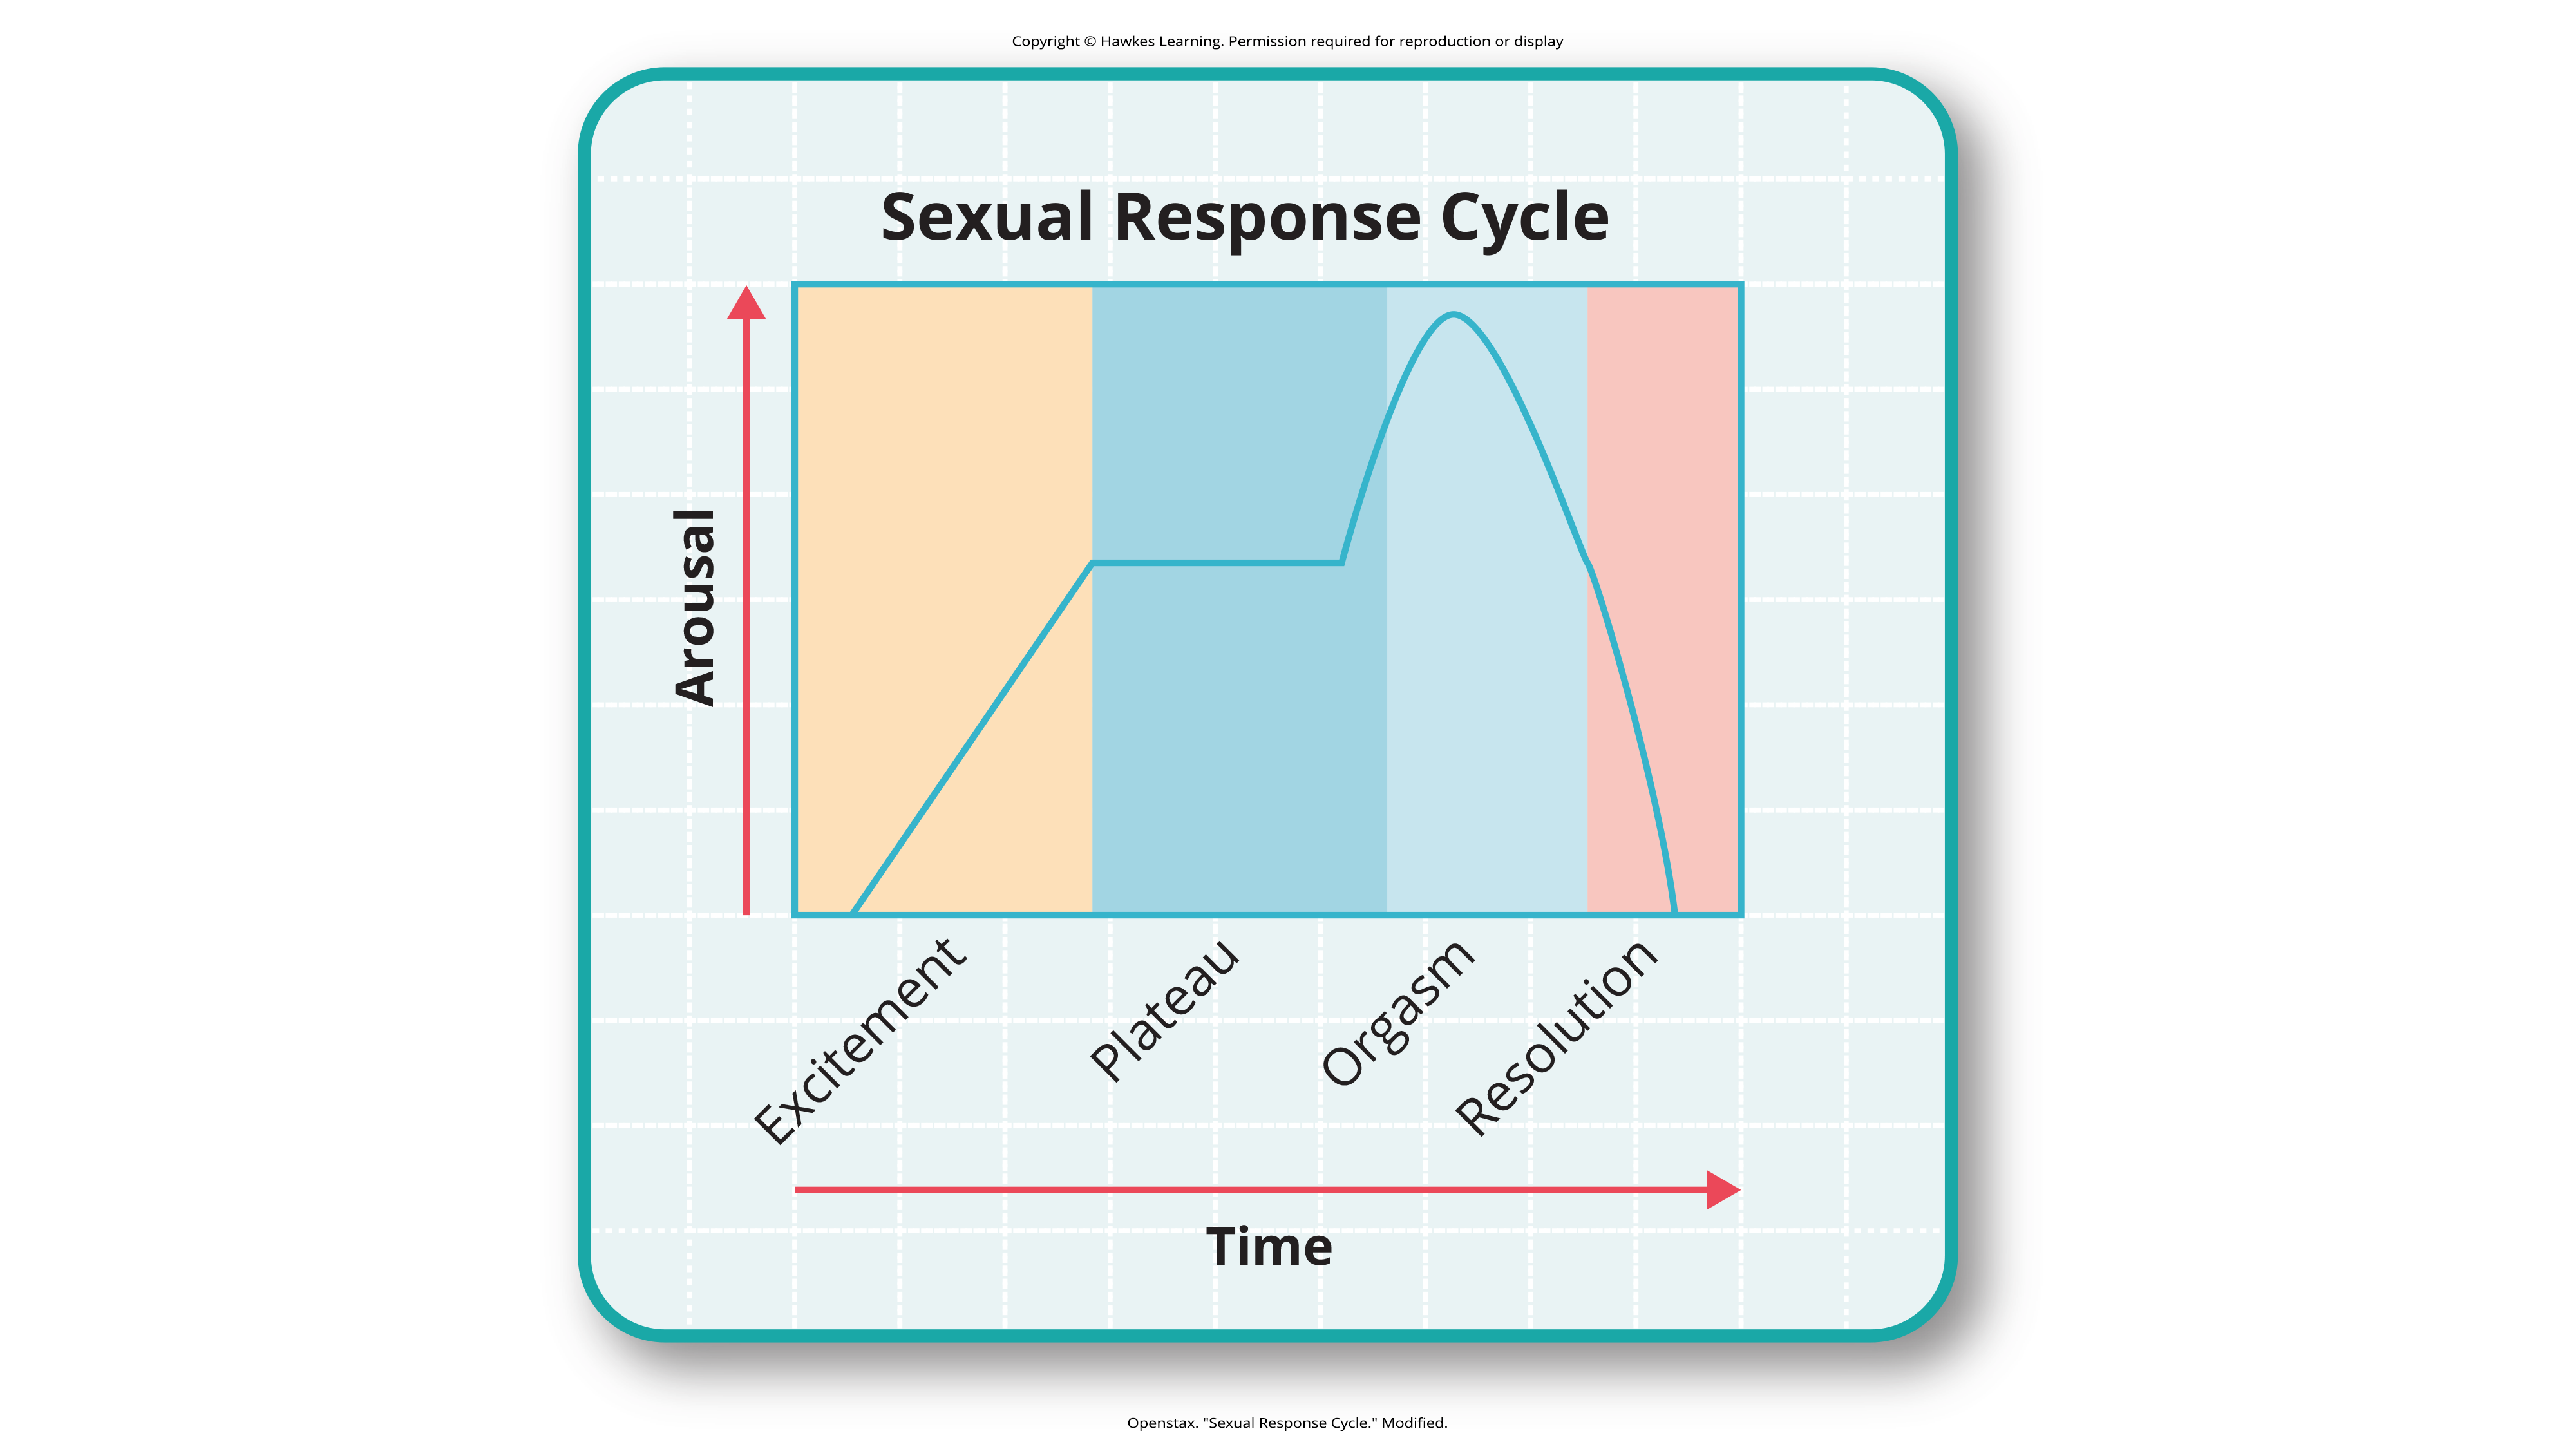 Copyright © Hawkes Learning. Permission required for reproduction or display
Sexual Response Cycle
Arousal
Excitement
Plateau
Orgasm
Resolution
Time
Openstax. "Sexual Response Cycle." Modified.